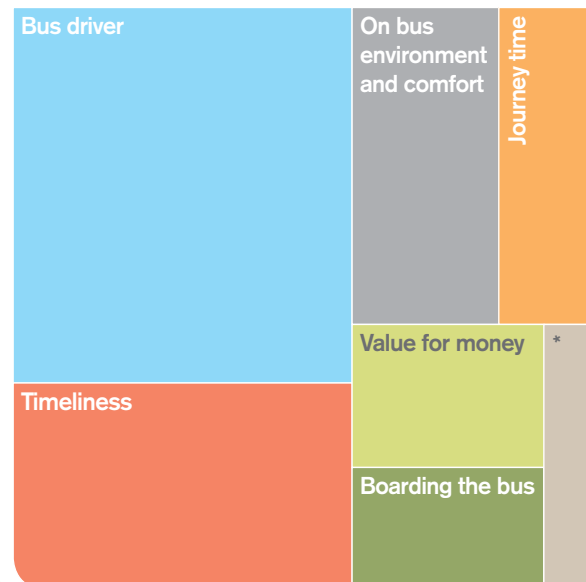 Bus driver
On bus
environment
and comfort
Journey time
Value for money
*
Timeliness
Boarding the bus